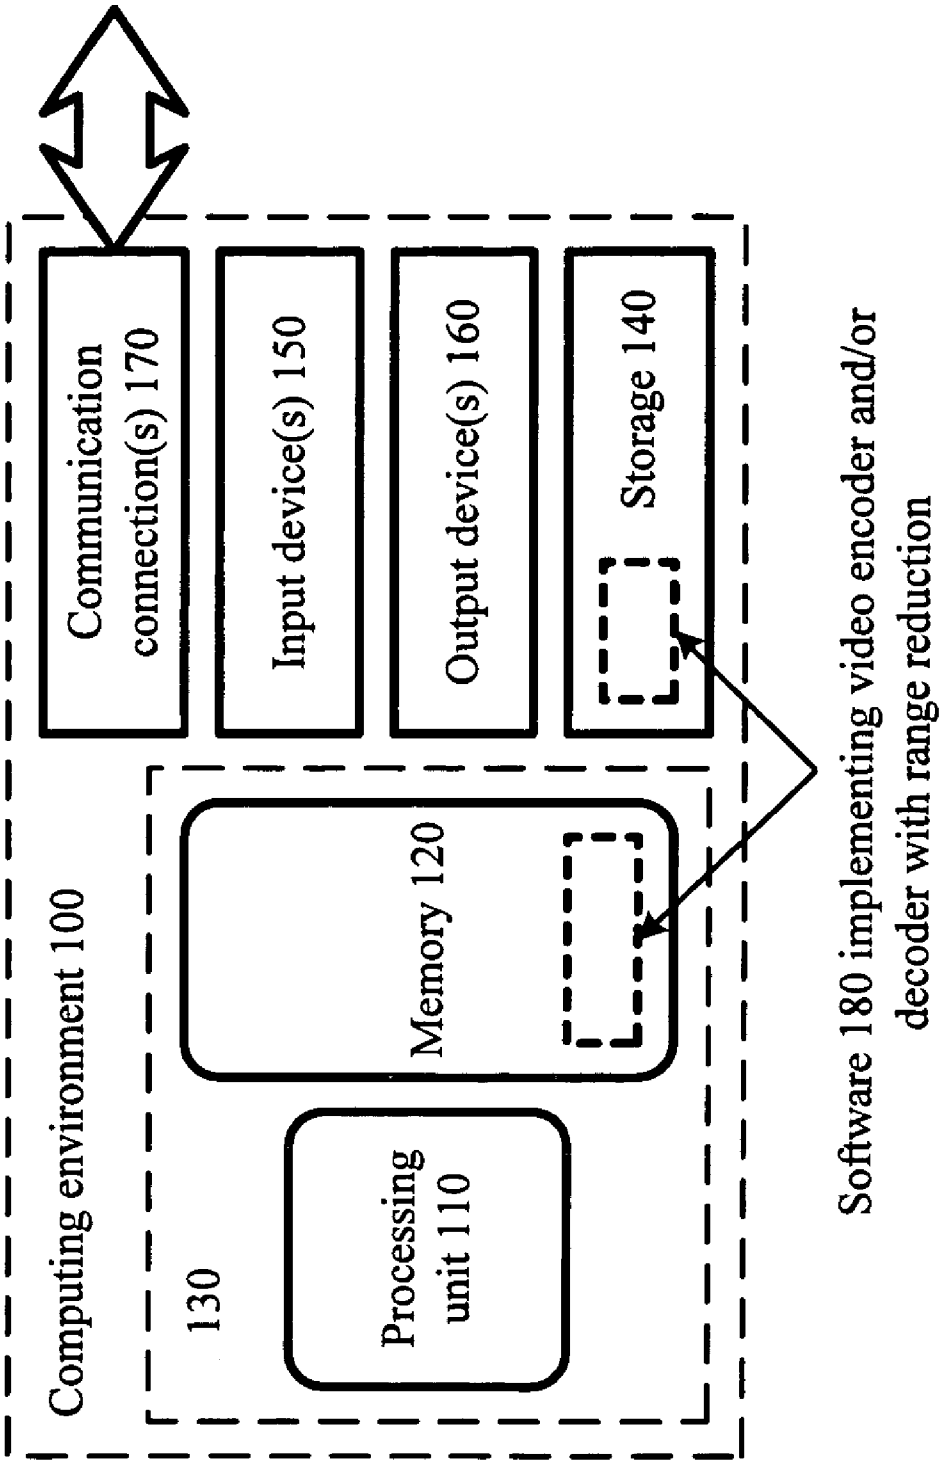 Computing environment 100
Communication
connection(s) 170
130
Processing
unit 110
Memory 120
Input device(s) 150
Output device(s) 160
Storage 140
Software 180 implementing video encoder and/or
decoder with range reduction